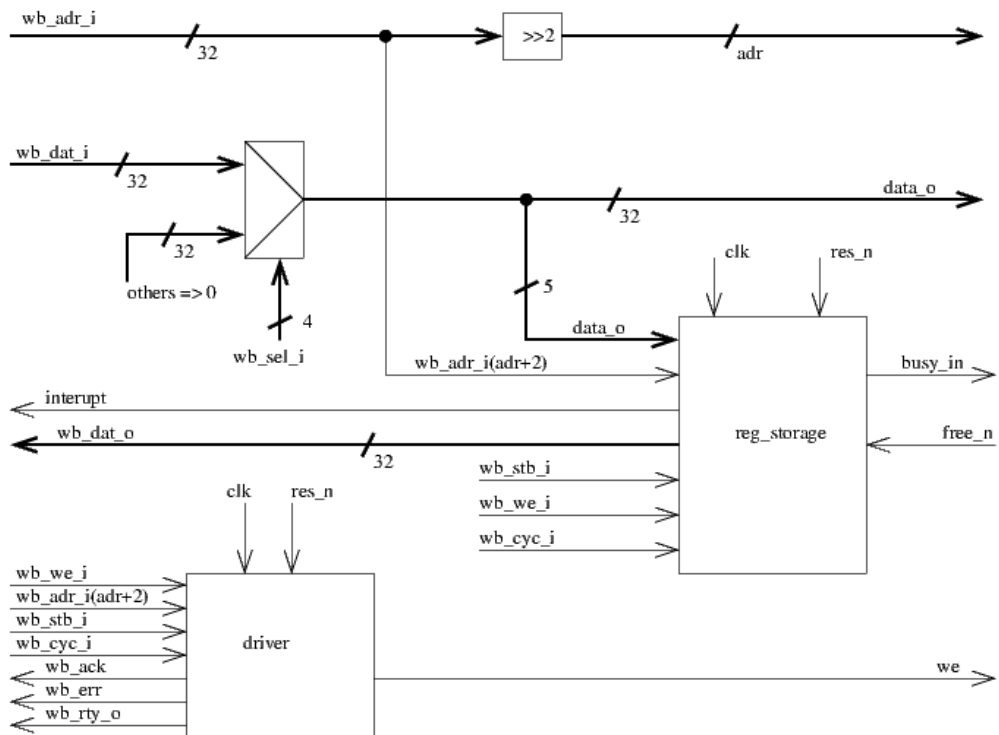 wb_adr_i
32
>>2
adr
wb_dat_i
32
32
others => 0
4
wb_sel_i
32
data_o
5
data_o
clk
res_n
wb_adr_i(adr+2)
busy_in
interupt
wb_dat_o
32
reg_storage
free_n
wb_stb_i
wb_we_i
wb_cyc_i
clk
res_n
wb_we_i
wb_adr_i(adr+2)
wb_stb_i
wb_cyc_i
wb_ack
wb_err
wb_rty_o
driver
we